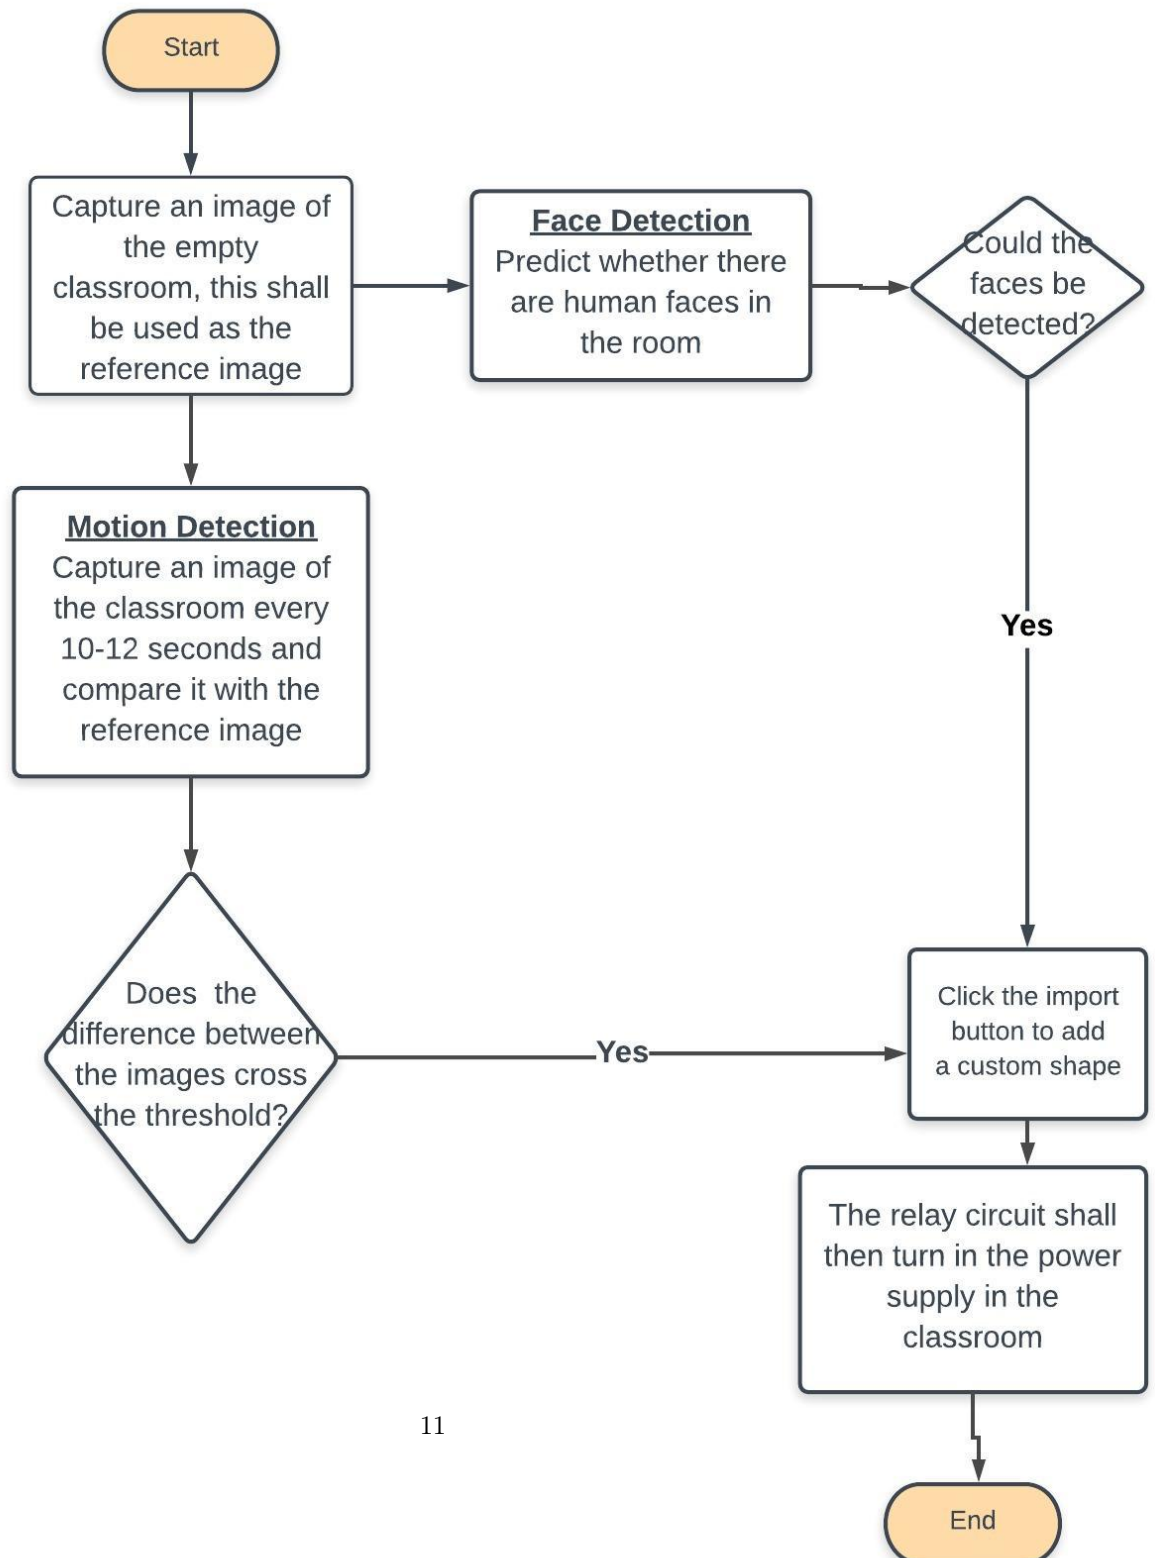 Start
Capture an image of
the empty
classroom, this shall
be used as the
reference image
Face Detection
Predict whether there
are human faces in
the room
Could the
faces be
detected?
Motion Detection
Capture an image of
the classroom every
10-12 seconds and
compare it with the
reference image
Yes
Does the
difference between
the images cross
the threshold?
Yes
Click the import
button to add
a custom shape
The relay circuit shall
then turn in the power
supply in the
classroom
11
End